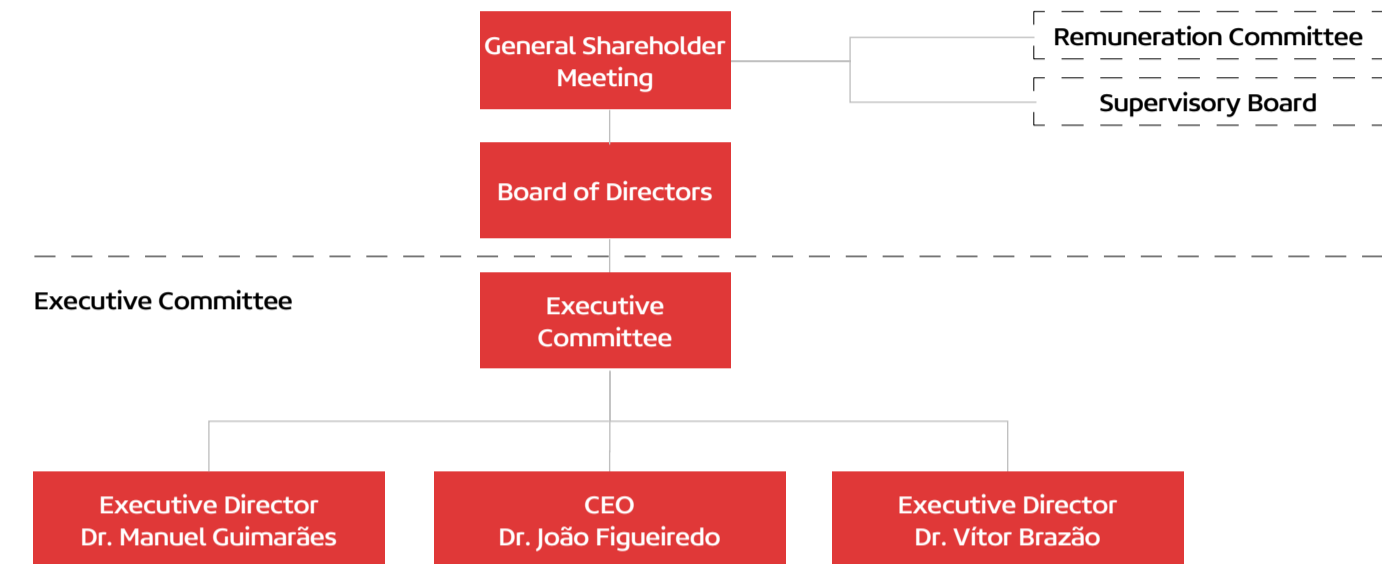 General Shareholder
Meeting
Remuneration Committee
Supervisory Board
Board of Directors
Executive Committee
Executive
Committee
Executive Director
Dr. Manuel Guimarães
CEO
Dr. João Figueiredo
Executive Director
Dr. Vítor Brazão